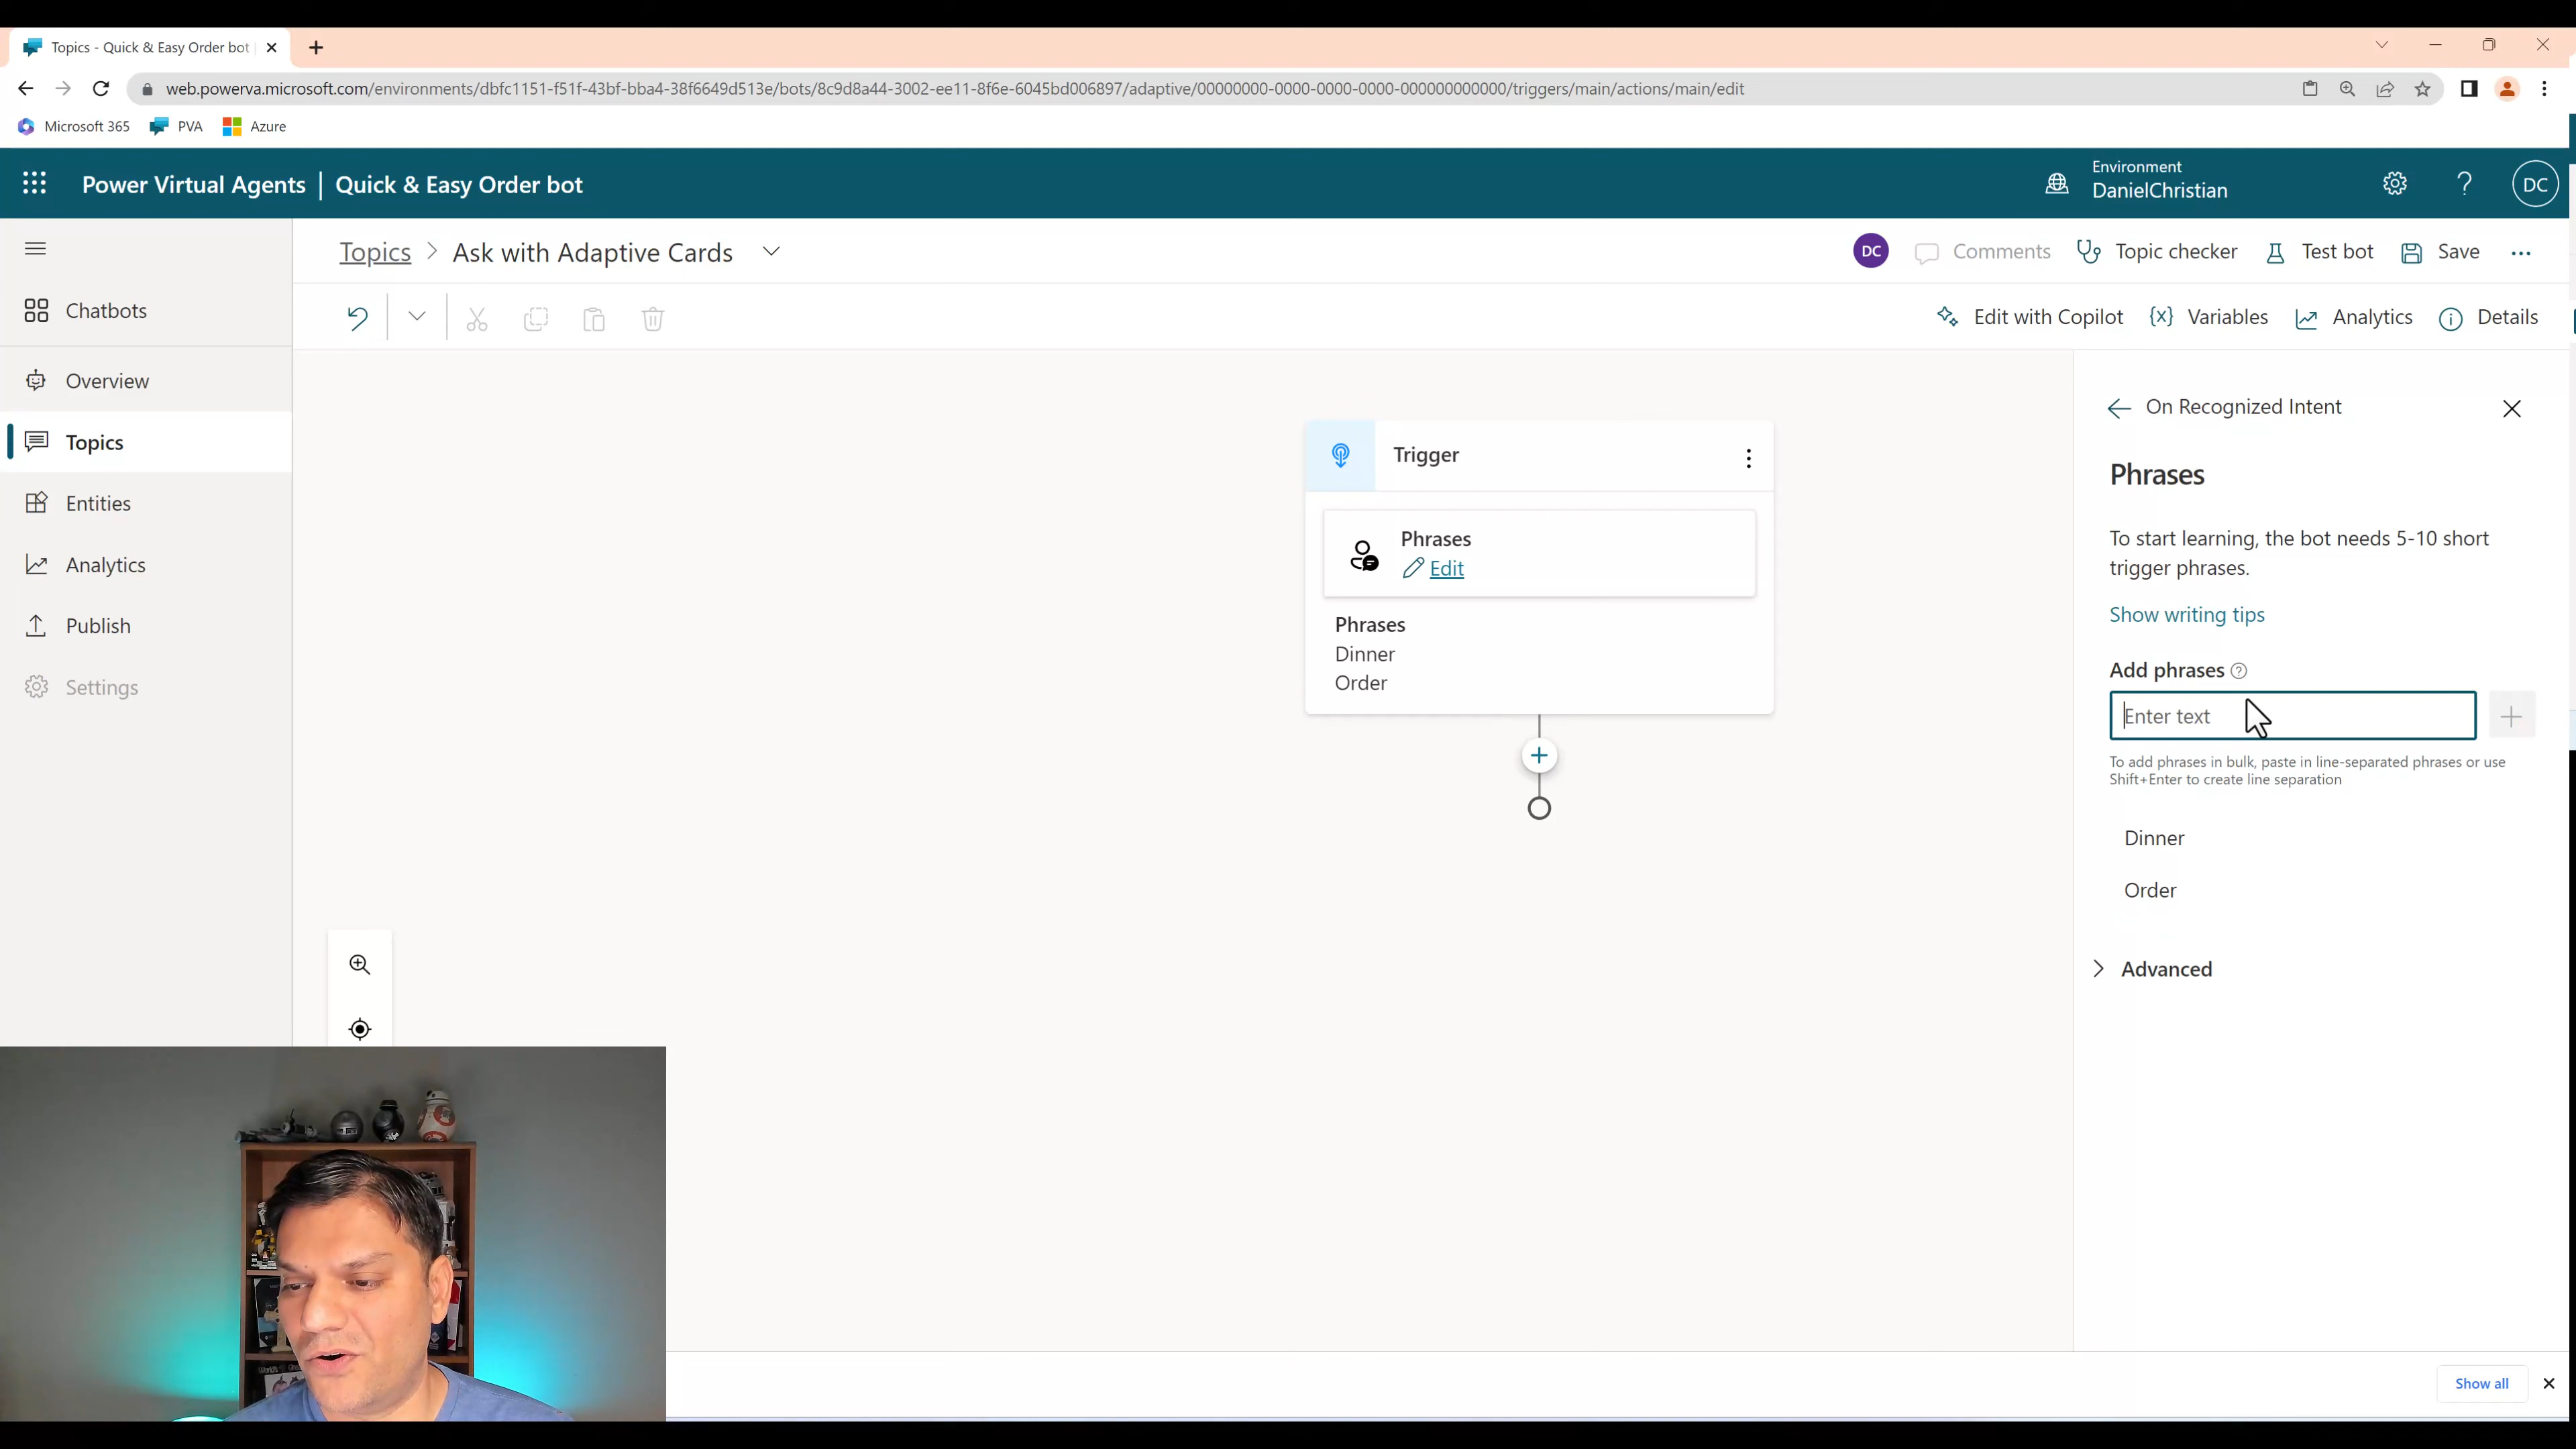 Topics - Quick & Easy Order bot
web.powerva.microsoft.com/environments/dbfc1151-f51f-43bf-bba4-38f6649d513e/bots/8c9d8a44-3002-ee11-8f6e-6045bd006897/adaptive/00000000-0000-0000-0000-000000000000/triggers/main/actions/main/edit
Microsoft 365 PVA Azure
Power Virtual Agents | Quick & Easy Order bot
Environment
DanielChristian
DC
Topics > Ask with Adaptive Cards
DC Comments Topic checker Test bot Save
Edit with Copilot {x} Variables Analytics Details
Chatbots
Overview
Topics
Entities
Analytics
Publish
Settings
Trigger
Phrases
Edit
Phrases
Dinner
Order
On Recognized Intent
Phrases
To start learning, the bot needs 5-10 short
trigger phrases.
Show writing tips
Add phrases
Enter text
To add phrases in bulk, paste in line-separated phrases or use
Shift+Enter to create line separation
Dinner
Order
Advanced
Show all